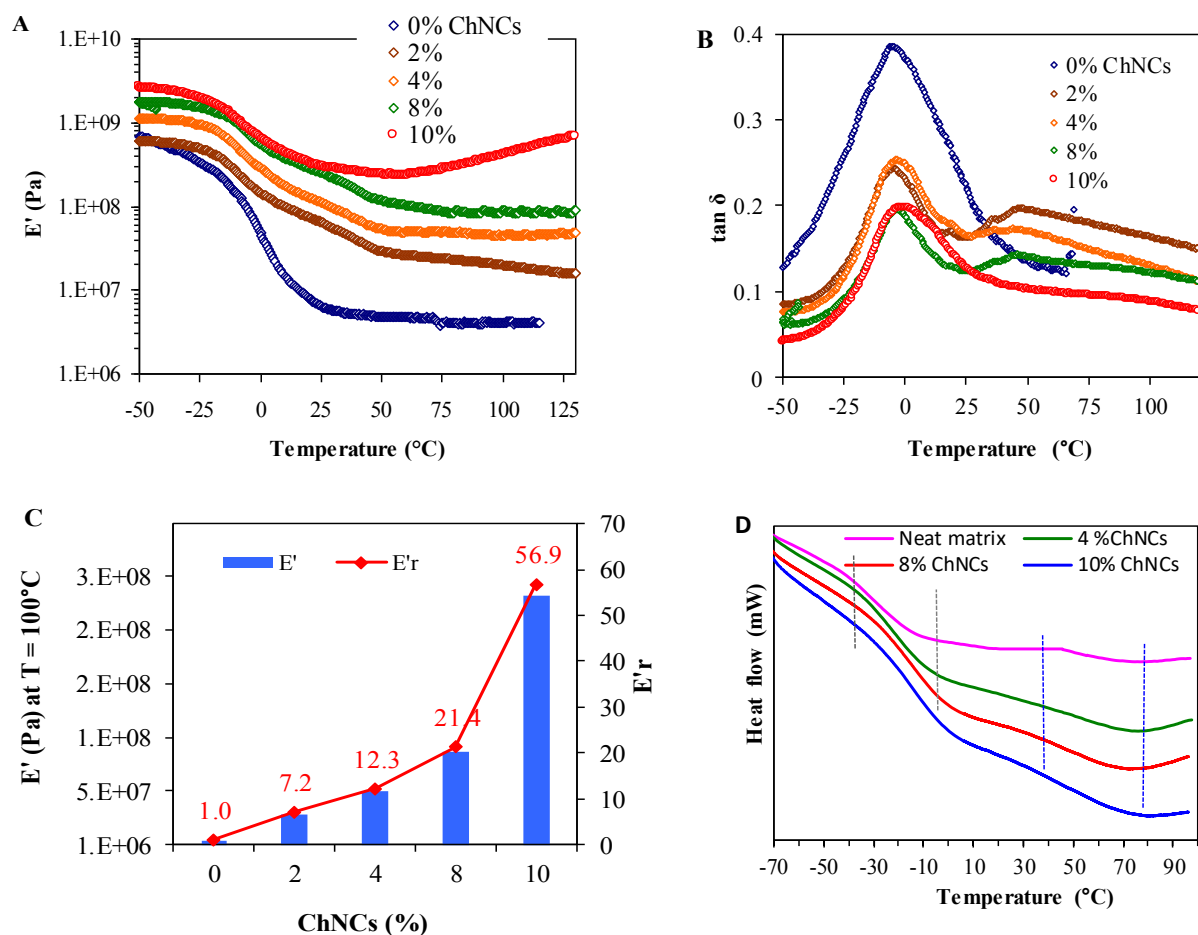 A
1.E+10
1.E+09
1.E+08
1.E+07
1.E+06
E' (Pa)
0% ChNCs
2%
4%
8%
10%
-50 -25 0 25 50 75 100 125
Temperature (°C)
B
0.4
0.3
0.2
0.1
0
tan δ
0% ChNCs
2%
4%
8%
10%
-50 -25 0 25 50 75 100
Temperature (°C)
C
E' (Pa) at T = 100°C
3.E+08
2.E+08
2.E+08
1.E+08
5.E+07
1.E+06
E' E'r
1.0
7.2
12.3
21.4
56.9
70
60
50
40
30
20
10
0
E'r
0 2 4 8 10
ChNCs (%)
D
Neat matrix 4 %ChNCs
8% ChNCs 10% ChNCs
Heat flow (mW)
-70 -50 -30 -10 10 30 50 70 90
Temperature (°C)